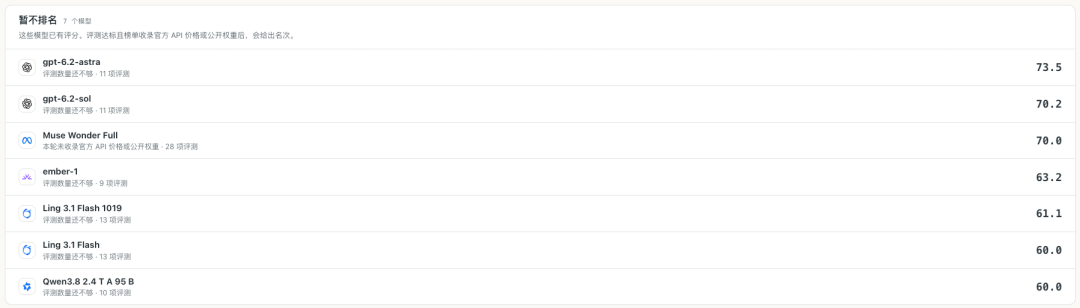 暂不排名 7 个模型
这些模型已有评分。评测达标且榜单收录官方 API 价格或公开权重后，会给出名次。
gpt-6.2-astra
评测数量还不够 · 11 项评测
73.5
gpt-6.2-sol
评测数量还不够 · 11 项评测
70.2
Muse Wonder Full
本轮未收录官方 API 价格或公开权重 · 28 项评测
70.0
ember-1
评测数量还不够 · 9 项评测
63.2
Ling 3.1 Flash 1019
评测数量还不够 · 13 项评测
61.1
Ling 3.1 Flash
评测数量还不够 · 13 项评测
60.0
Qwen3.8 2.4 T A 95 B
评测数量还不够 · 10 项评测
60.0